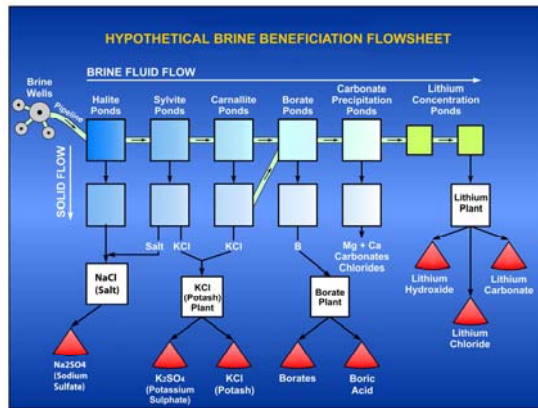 HYPOTHETICAL BRINE BENEFICIATION FLOWSHEET
BRINE FLUID FLOW
Brine
Wells
Pipeline
Halite
Ponds
Sylvite
Ponds
Carnallite
Ponds
Borate
Ponds
Carbonate
Precipitation
Ponds
Lithium
Concentration
Ponds
SOLID FLOW
Salt
KCl
KCl
B
Mg + Ca
Carbonates
Chlorides
Lithium
Plant
NaCl
(Salt)
KCl
(Potash)
Plant
Borate
Plant
Lithium
Hydroxide
Lithium
Carbonate
Lithium
Chloride
Na2SO4
(Sodium
Sulfate)
K₂SO₄
(Potassium
Sulphate)
KCl
(Potash)
Borates
Boric
Acid